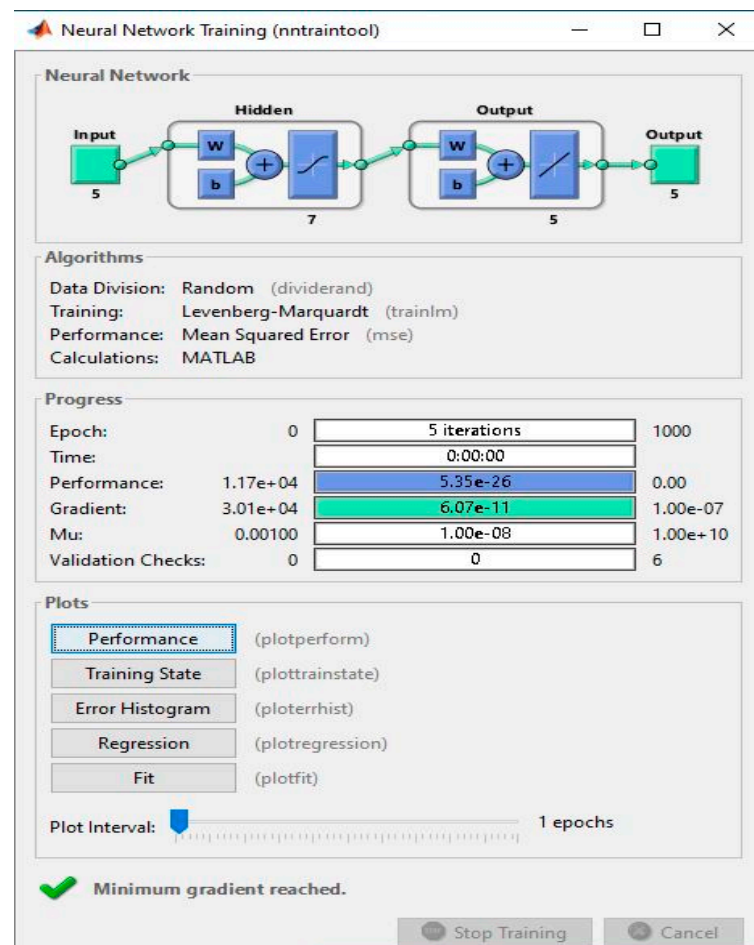 Neural Network Training (nntraintool)
Neural Network
Hidden Output
Input Output
W W
+ +
b b
5 5
7 5
Algorithms
Data Division: Random (dividerand)
Training: Levenberg-Marquardt (trainlm)
Performance: Mean Squared Error (mse)
Calculations: MATLAB
Progress
Epoch: 0 5 iterations 1000
Time: 0:00:00
Performance: 1.17e+04 5.35e-26 0.00
Gradient: 3.01e+04 6.07e-11 1.00e-07
Mu: 0.00100 1.00e-08 1.00e+10
Validation Checks: 0 0 6
Plots
Performance (plotperform)
Training State (plottrainstate)
Error Histogram (ploterrhist)
Regression (plotregression)
Fit (plotfit)
Plot Interval: 1 epochs
Minimum gradient reached.
Stop Training Cancel